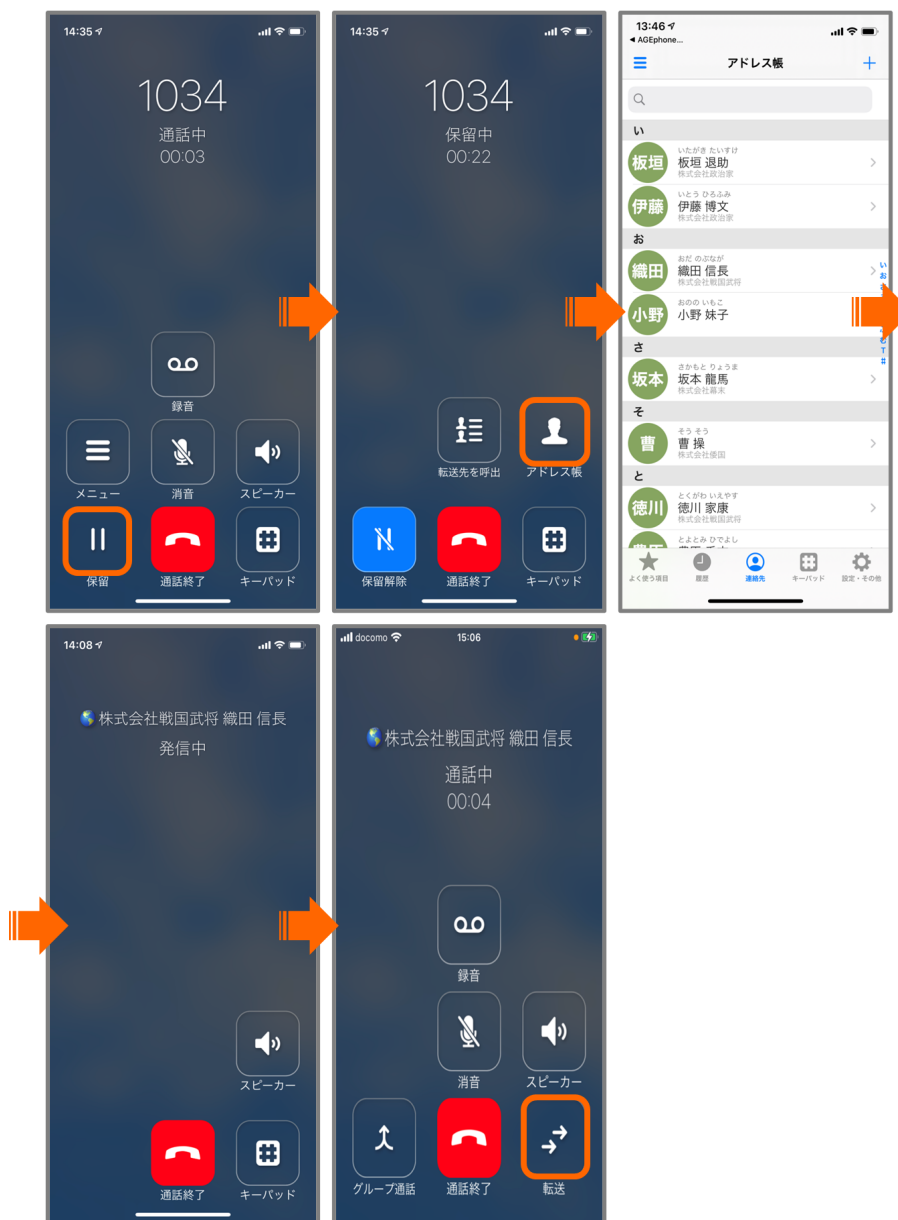 14:35
1034
通話中
00:03
録音
メニュー
消音
スピーカー
保留
通話終了
キーパッド
14:35
1034
保留中
00:22
転送先を呼出
アドレス帳
保留解除
通話終了
キーパッド
13:46
◀ AGEphone...
アドレス帳
い
いたがき たいすけ
板垣
板垣 退助
株式会社政治家
いとう ひろふみ
伊藤
伊藤 博文
株式会社政治家
お
おだ のぶなが
織田
織田 信長
株式会社戦国武将
おのの いもこ
小野
小野 妹子
さ
さかもと りょうま
坂本
坂本 龍馬
株式会社幕末
そ
そう そう
曹
曹 操
株式会社倭国
と
とくがわ いえやす
徳川
徳川 家康
株式会社戦国武将
とよとみ ひでよし
い
お
む
T
#
よく使う項目
履歴
連絡先
キーパッド
設定・その他
14:08
株式会社戦国武将 織田 信長
発信中
スピーカー
通話終了
キーパッド
docomo
15:06
株式会社戦国武将 織田 信長
通話中
00:04
録音
消音
スピーカー
グループ通話
通話終了
転送